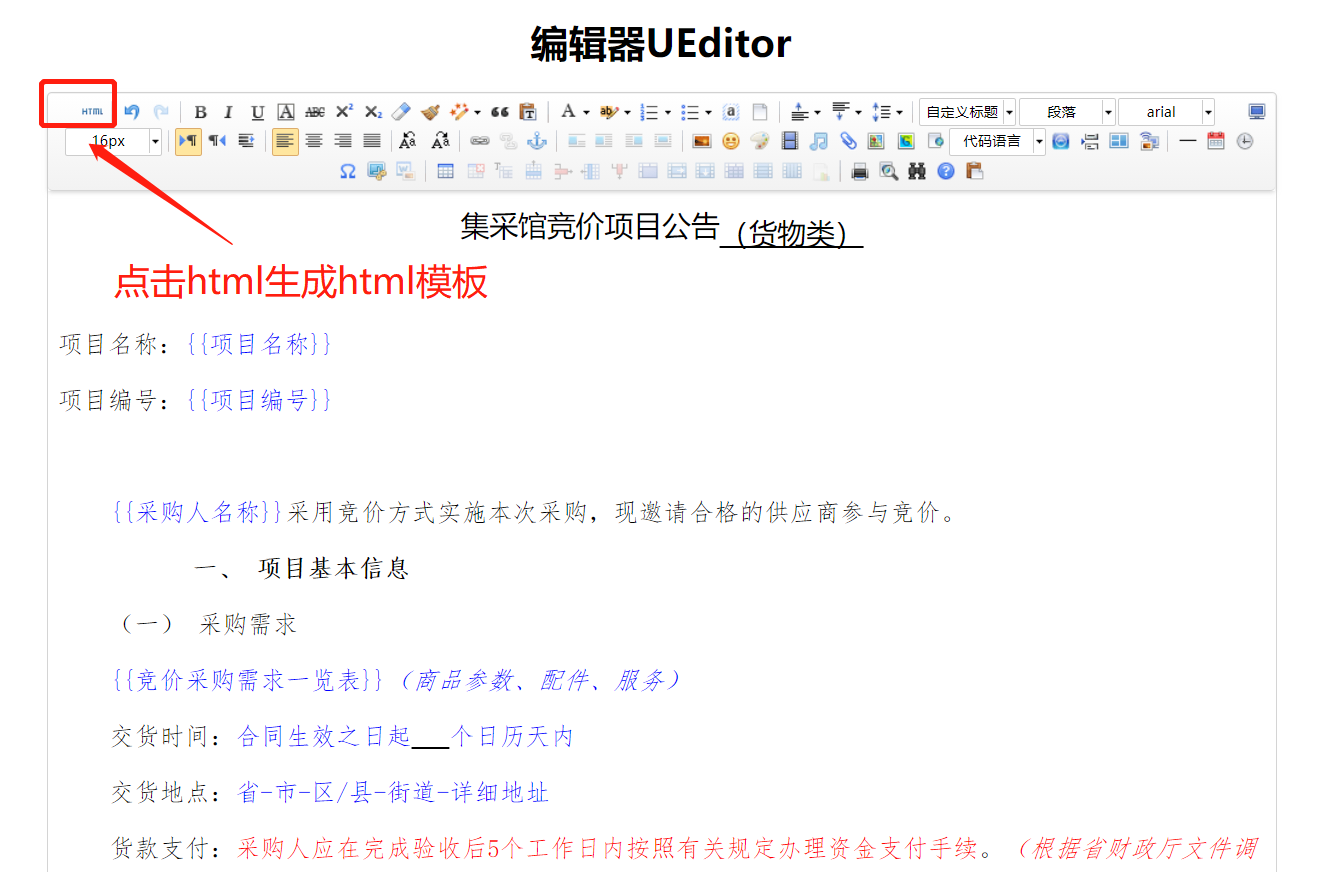 编辑器UEditor
HTML B I U A ABC X² X₂ A ab 自定义标题 段落 arial
16px 代码语言
集采馆竞价项目公告（货物类）
点击html生成html模板
项目名称：{{项目名称}}
项目编号：{{项目编号}}
{{采购人名称}}采用竞价方式实施本次采购，现邀请合格的供应商参与竞价。
一、 项目基本信息
（一） 采购需求
{{竞价采购需求一览表}}（商品参数、配件、服务）
交货时间：合同生效之日起___个日历天内
交货地点：省-市-区/县-街道-详细地址
货款支付：采购人应在完成验收后5个工作日内按照有关规定办理资金支付手续。（根据省财政厅文件调